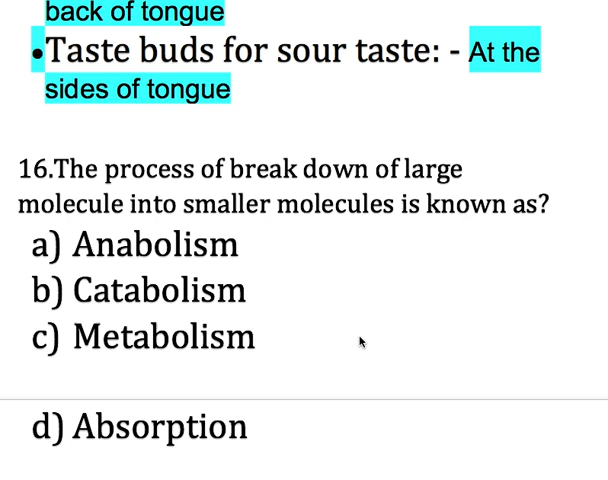 back of tongue
•Taste buds for sour taste: - At the
sides of tongue
16.The process of break down of large
molecule into smaller molecules is known as?
a) Anabolism
b) Catabolism
c) Metabolism
d) Absorption